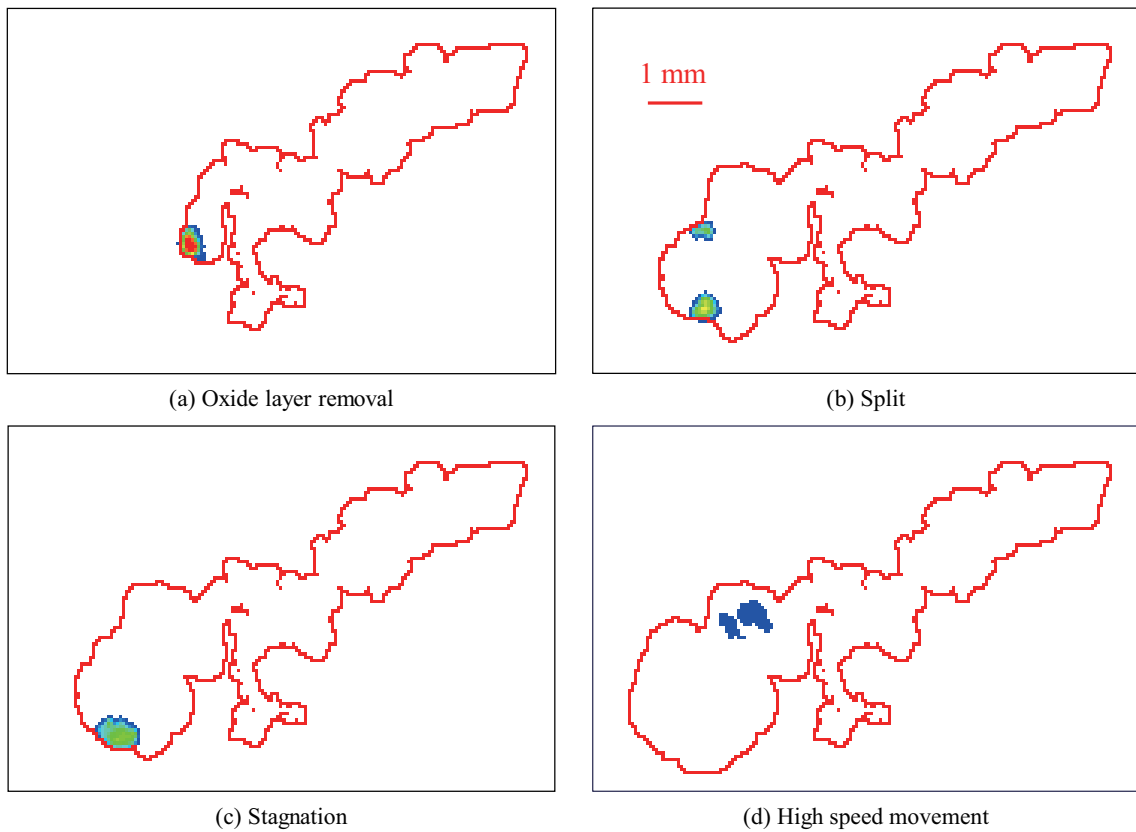 1 mm
(a) Oxide layer removal
(b) Split
(c) Stagnation
(d) High speed movement